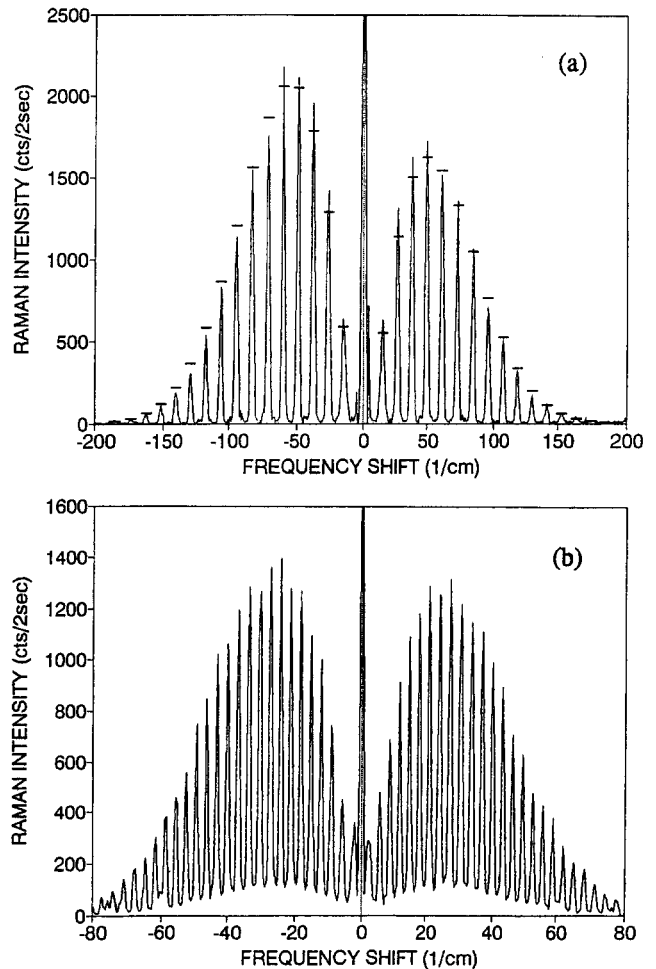 2500
(a)
2000
1500
1000
500
0
RAMAN INTENSITY (cts/2sec)
-200 -150 -100 -50 0 50 100 150 200
FREQUENCY SHIFT (1/cm)
1600
(b)
1400
1200
1000
800
600
400
200
0
RAMAN INTENSITY (cts/2sec)
-80 -60 -40 -20 0 20 40 60 80
FREQUENCY SHIFT (1/cm)